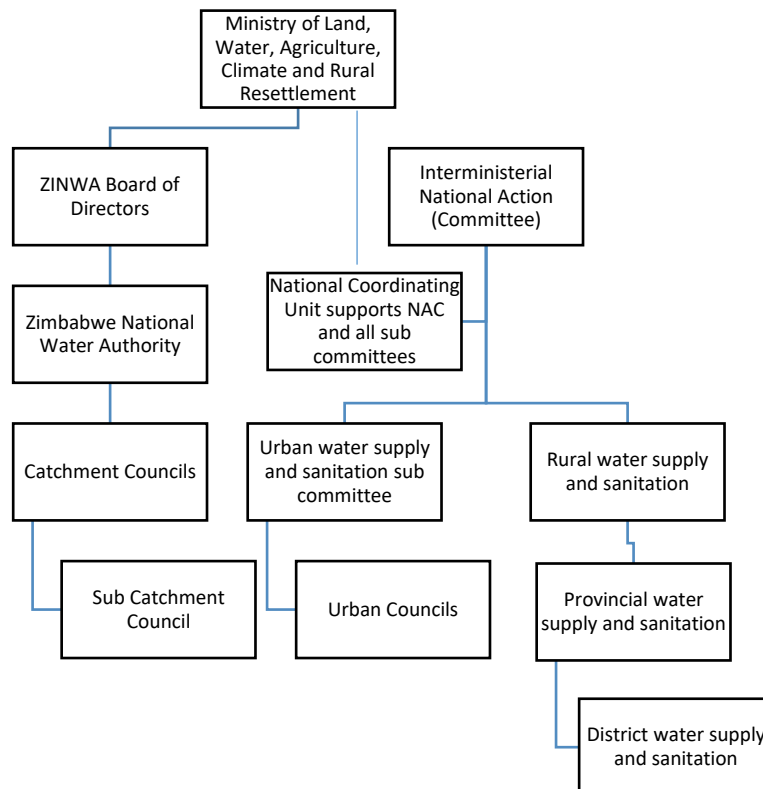 Ministry of Land,
Water, Agriculture,
Climate and Rural
Resettlement
ZINWA Board of
Directors
Interministerial
National Action
(Committee)
National Coordinating
Unit supports NAC
and all sub
committees
Zimbabwe National
Water Authority
Catchment Councils
Urban water supply
and sanitation sub
committee
Rural water supply
and sanitation
Sub Catchment
Council
Urban Councils
Provincial water
supply and sanitation
District water supply
and sanitation